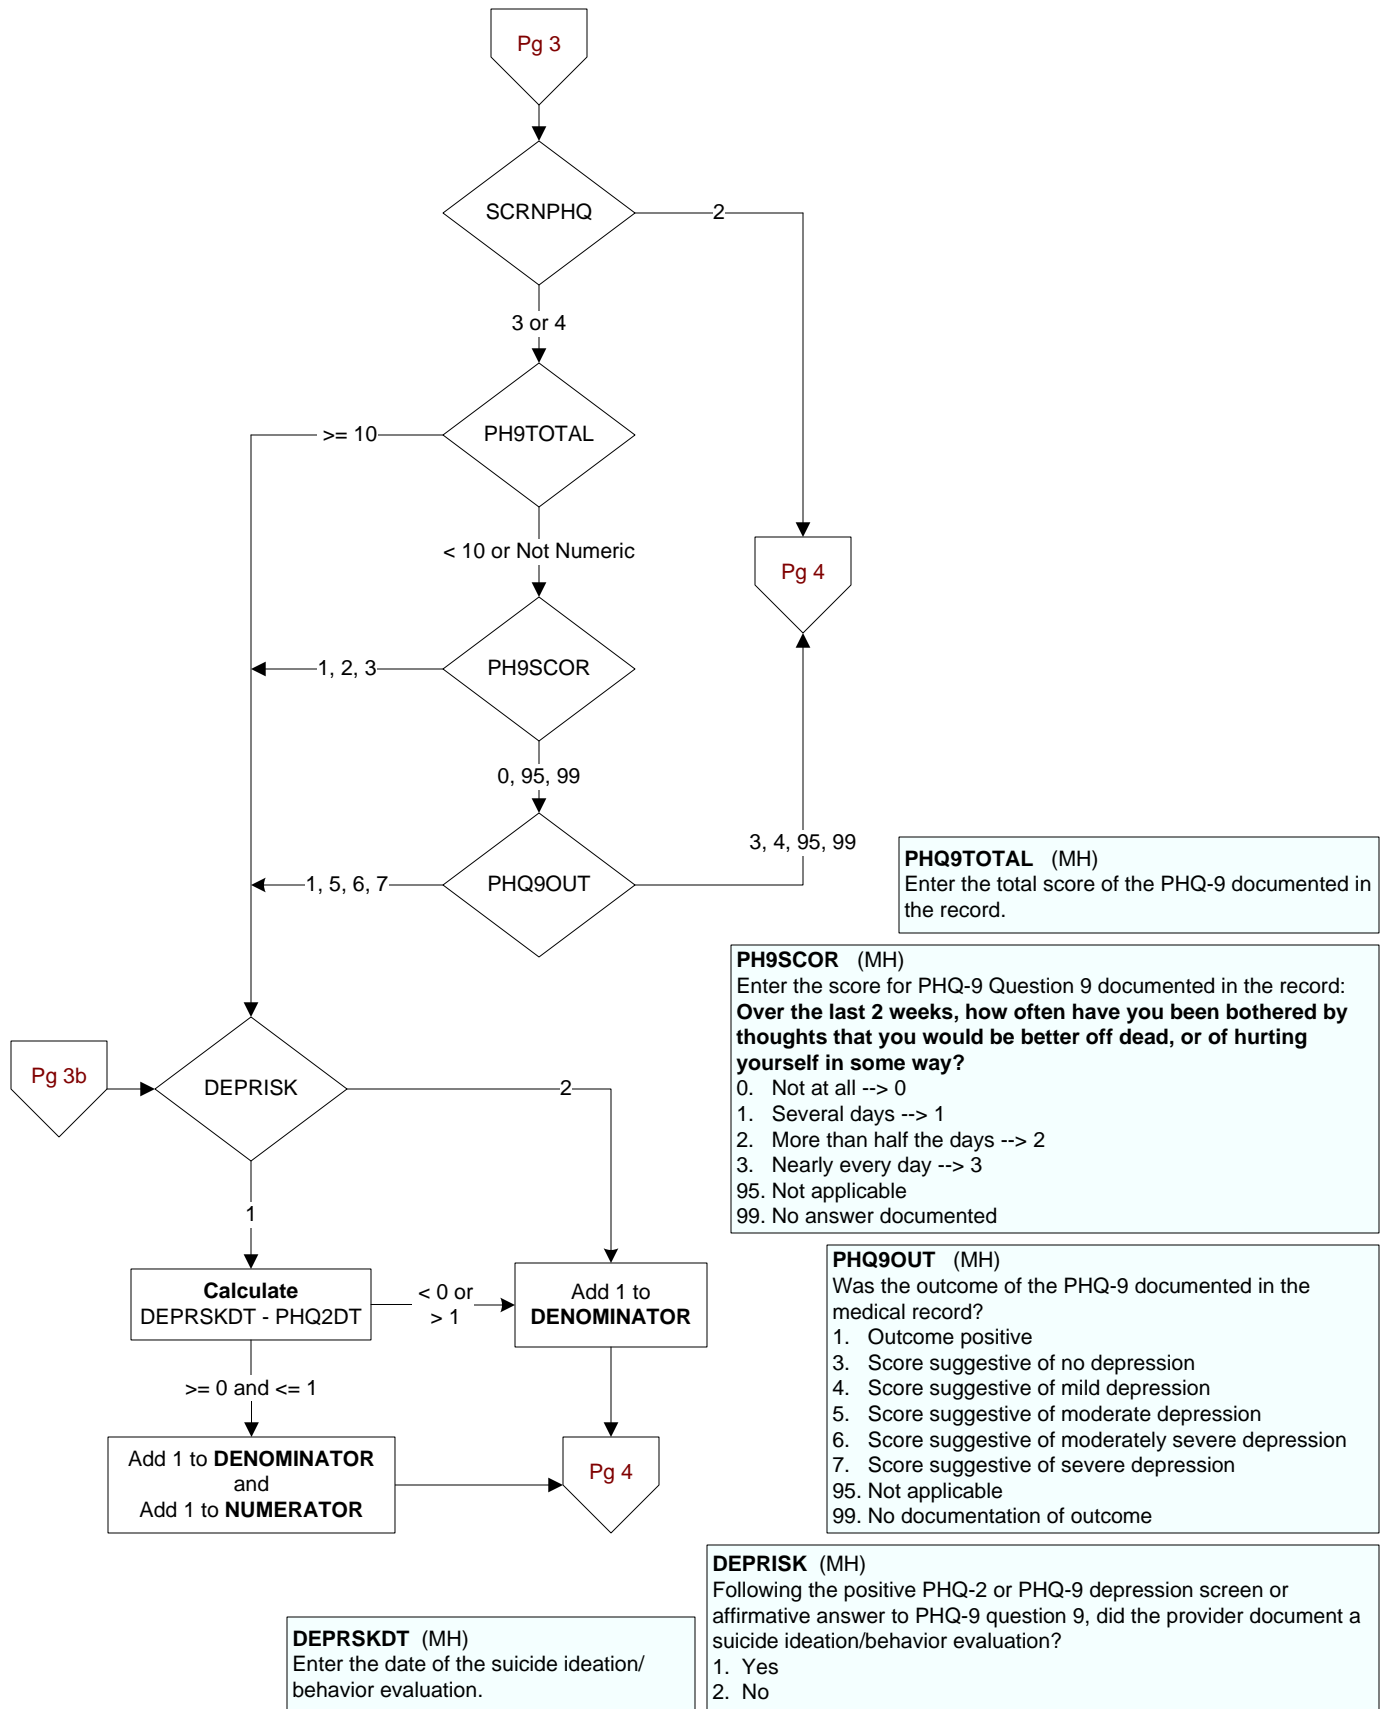 Pg 3
SCRNPHQ
2
3 or 4
PH9TOTAL
>= 10
< 10 or Not Numeric
Pg 4
PH9SCOR
1, 2, 3
0, 95, 99
PHQ9OUT
1, 5, 6, 7
3, 4, 95, 99
PHQ9TOTAL (MH)
Enter the total score of the PHQ-9 documented in
the record.
PH9SCOR (MH)
Enter the score for PHQ-9 Question 9 documented in the record:
Over the last 2 weeks, how often have you been bothered by
thoughts that you would be better off dead, or of hurting
yourself in some way?
0. Not at all --> 0
1. Several days --> 1
2. More than half the days --> 2
3. Nearly every day --> 3
95. Not applicable
99. No answer documented
Pg 3b
DEPRISK
2
1
Calculate
DEPRSKDT - PHQ2DT
< 0 or
> 1
Add 1 to
DENOMINATOR
>= 0 and <= 1
Add 1 to DENOMINATOR
and
Add 1 to NUMERATOR
Pg 4
PHQ9OUT (MH)
Was the outcome of the PHQ-9 documented in the
medical record?
1. Outcome positive
3. Score suggestive of no depression
4. Score suggestive of mild depression
5. Score suggestive of moderate depression
6. Score suggestive of moderately severe depression
7. Score suggestive of severe depression
95. Not applicable
99. No documentation of outcome
DEPRISK (MH)
Following the positive PHQ-2 or PHQ-9 depression screen or
affirmative answer to PHQ-9 question 9, did the provider document a
suicide ideation/behavior evaluation?
1. Yes
2. No
DEPRSKDT (MH)
Enter the date of the suicide ideation/
behavior evaluation.